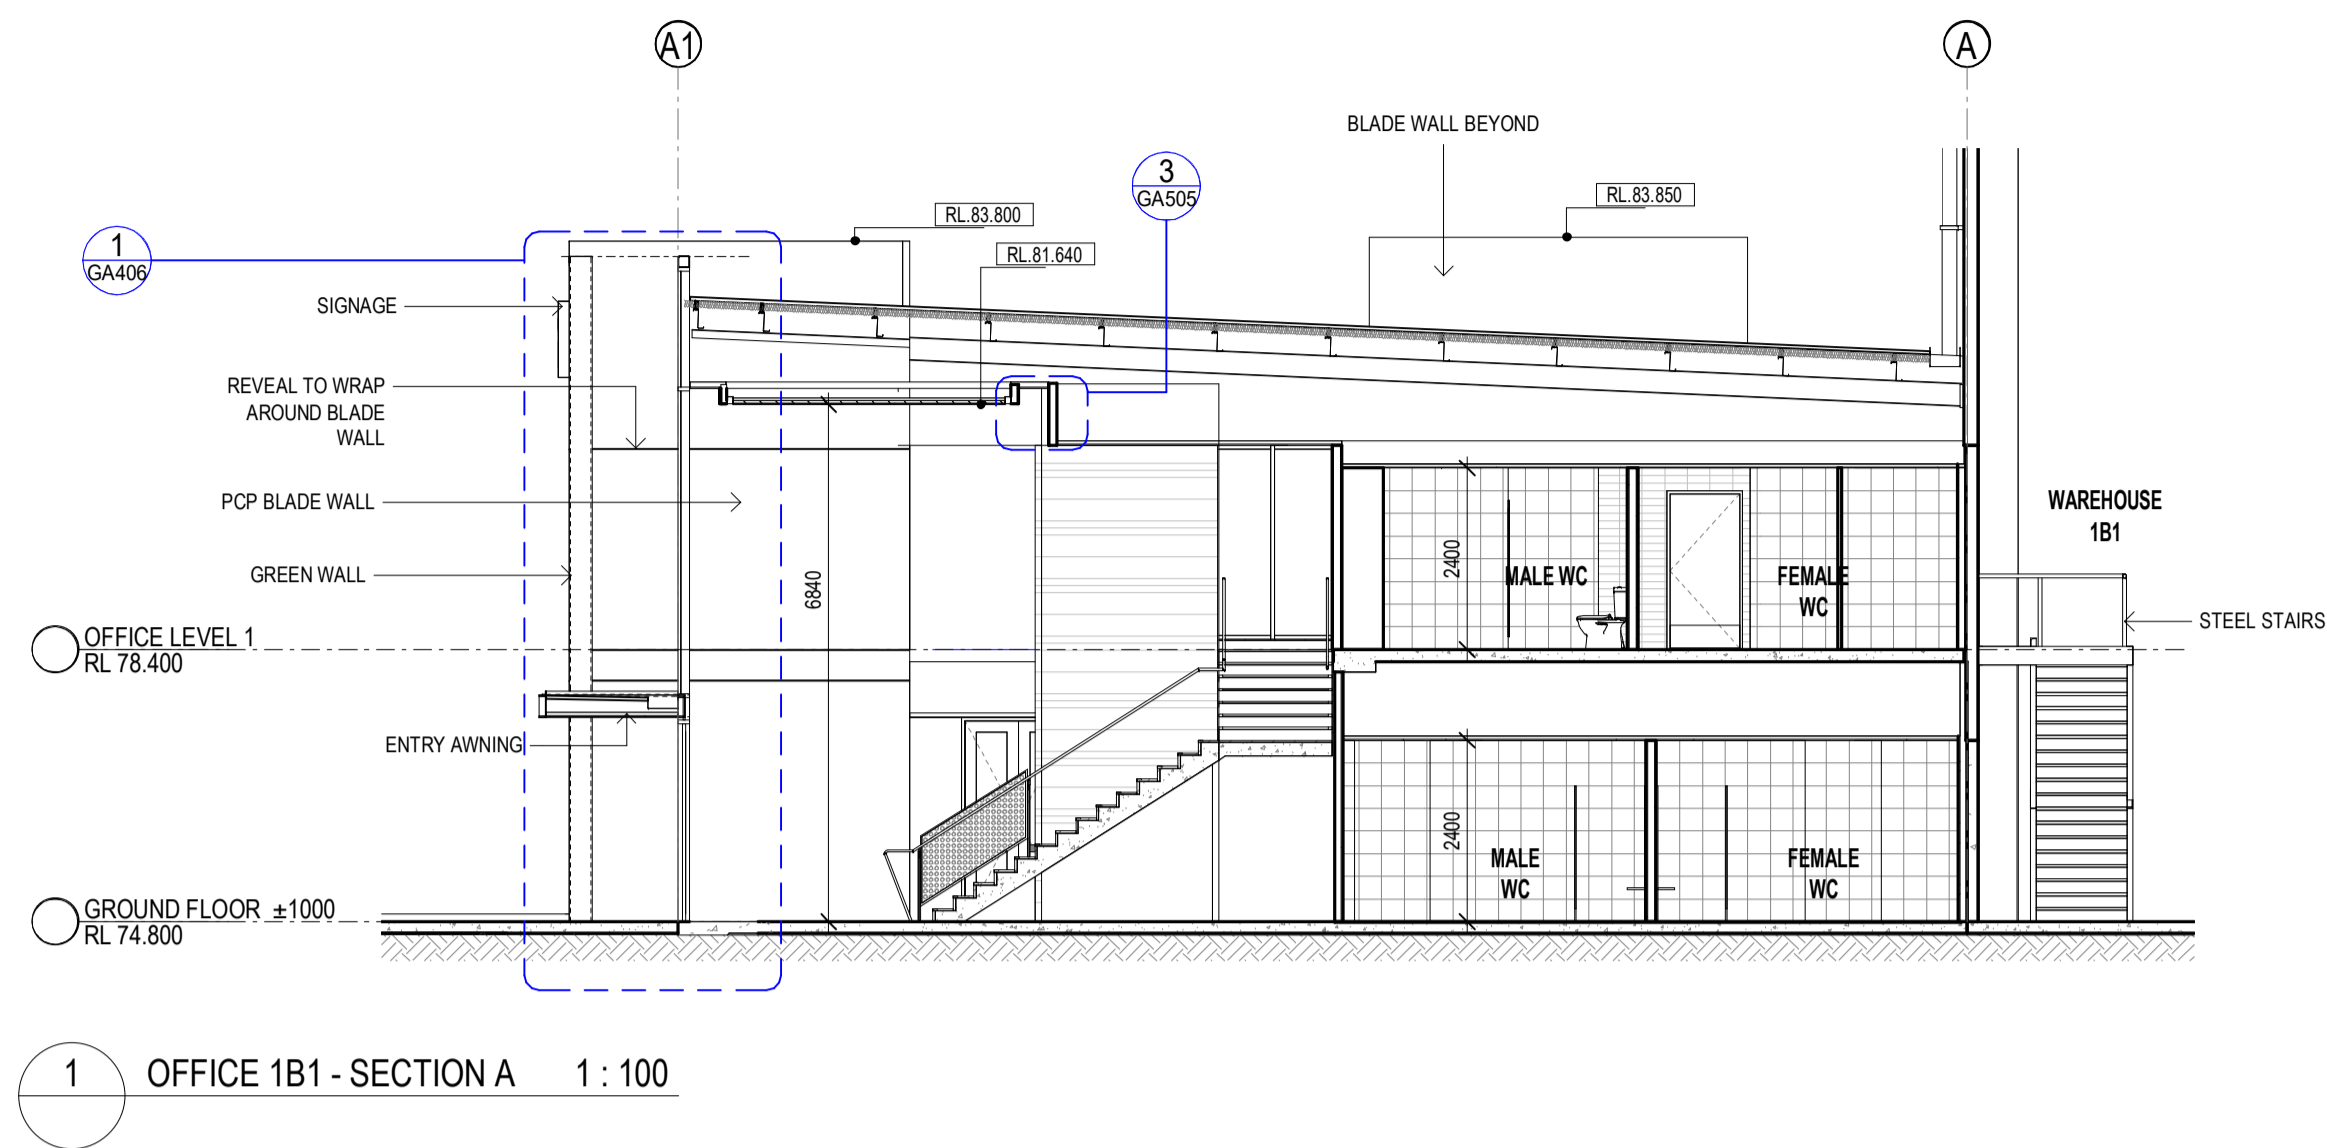 A1
A
BLADE WALL BEYOND
3
GA505
RL.83.850
RL.83.800
1
GA406
RL.81.640
SIGNAGE
REVEAL TO WRAP
AROUND BLADE
WALL
PCP BLADE WALL
WAREHOUSE
1B1
GREEN WALL
6840
2400
MALE WC
FEMALE
WC
STEEL STAIRS
OFFICE LEVEL 1
RL 78.400
ENTRY AWNING
2400
MALE
WC
FEMALE
WC
GROUND FLOOR ±1000
RL 74.800
1
OFFICE 1B1 - SECTION A 1 : 100